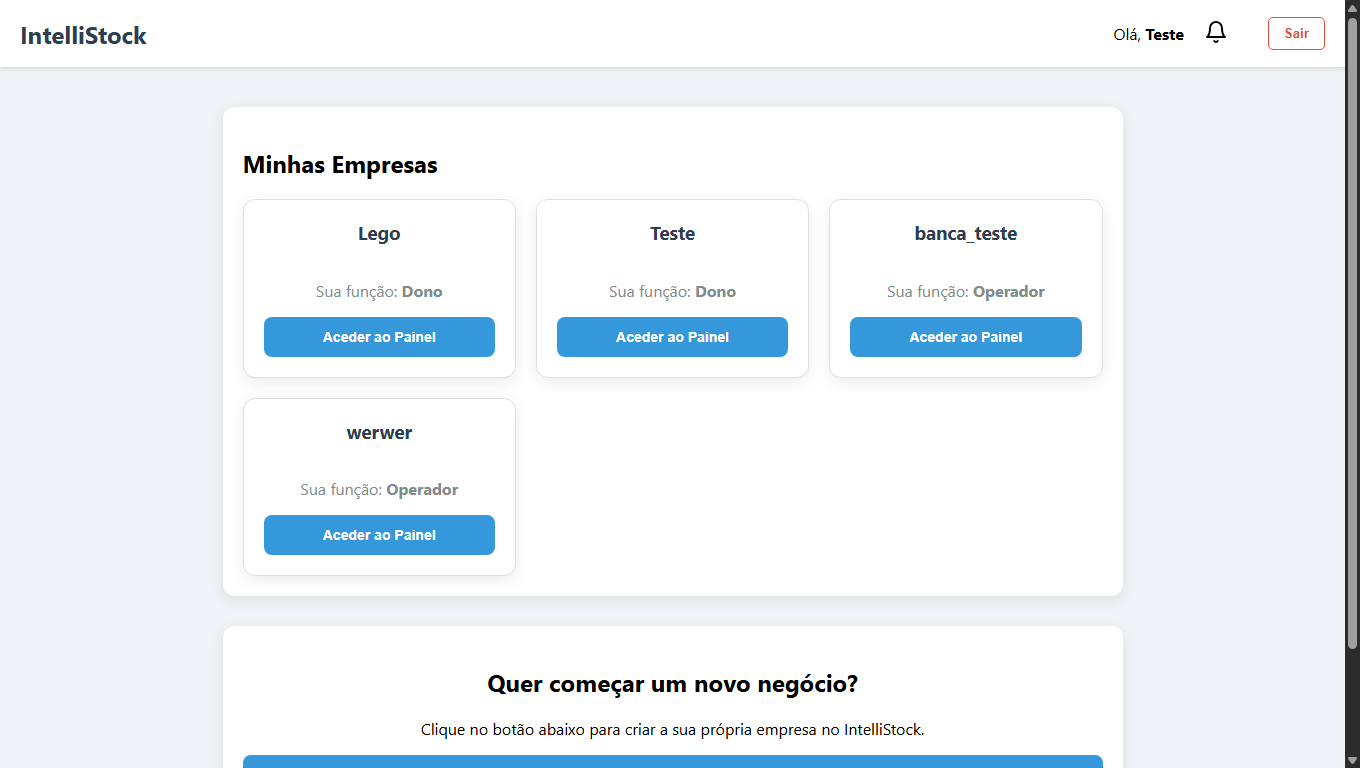 IntelliStock
Olá, Teste
Sair
Minhas Empresas
Lego
Sua função: Dono
Aceder ao Painel
Teste
Sua função: Dono
Aceder ao Painel
banca_teste
Sua função: Operador
Aceder ao Painel
werwer
Sua função: Operador
Aceder ao Painel
Quer começar um novo negócio?
Clique no botão abaixo para criar a sua própria empresa no IntelliStock.